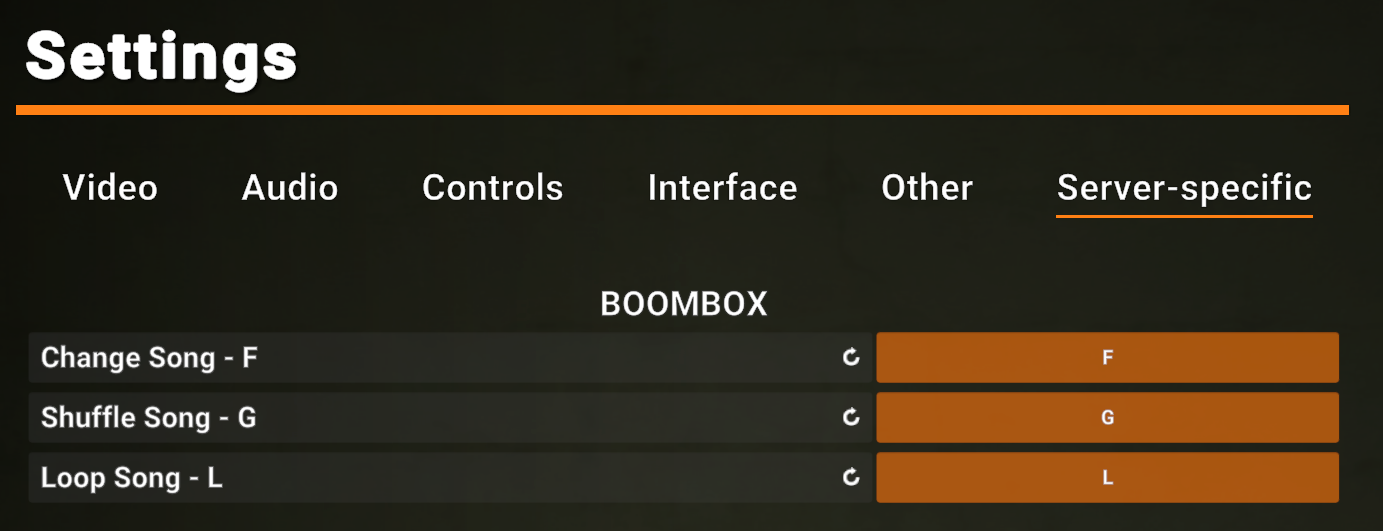 Settings
Video Audio Controls Interface Other Server-specific
BOOMBOX
Change Song - F F
Shuffle Song - G G
Loop Song - L L